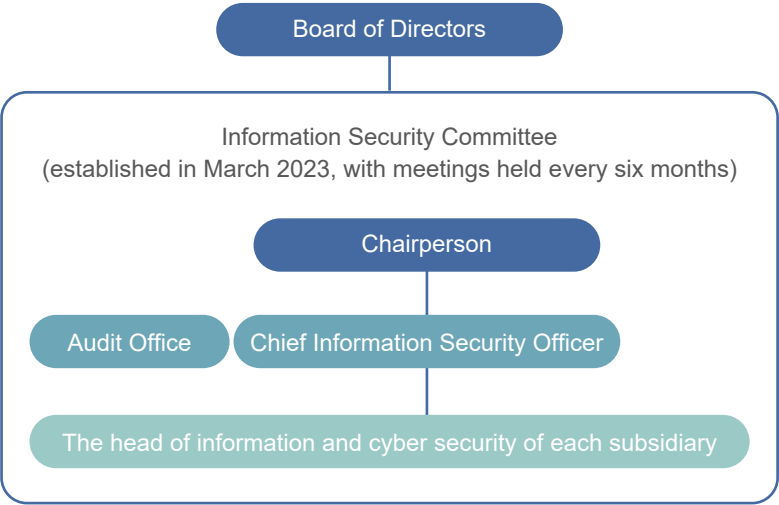 Board of Directors
Information Security Committee
(established in March 2023, with meetings held every six months)
Chairperson
Audit Office
Chief Information Security Officer
The head of information and cyber security of each subsidiary